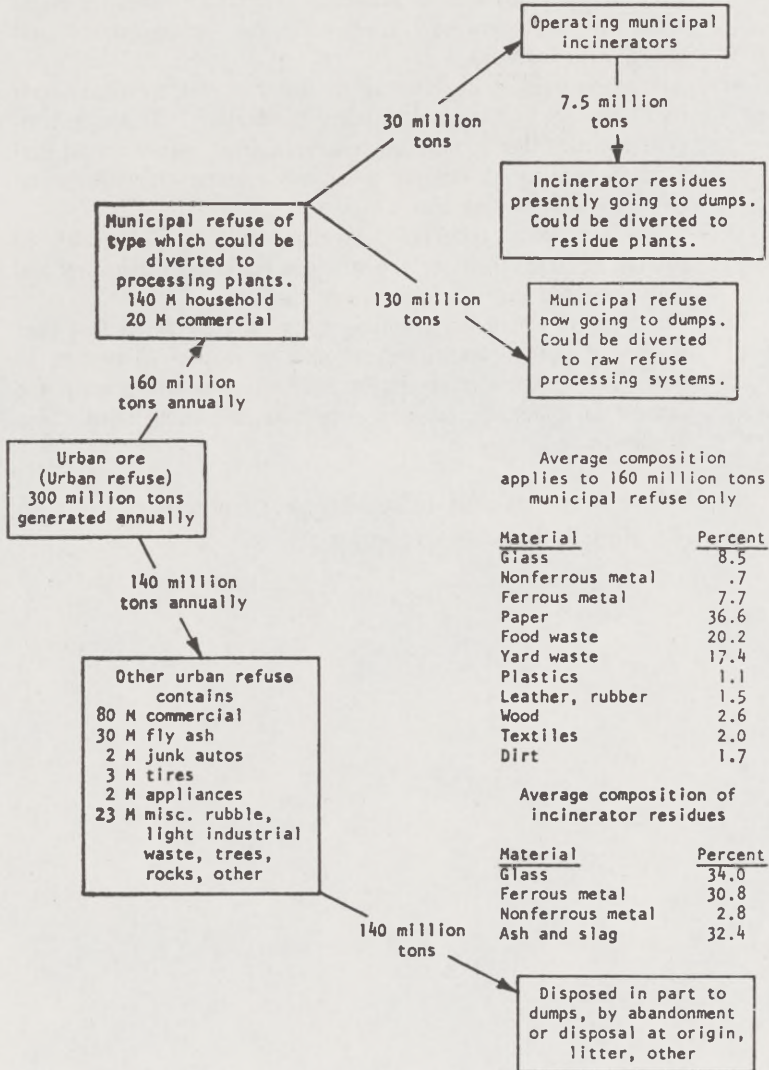 Operating municipal
incinerators
7.5 million
tons
30 million
tons
Incinerator residues
presently going to dumps.
Could be diverted to
residue plants.
Municipal refuse of
type which could be
diverted to
processing plants.
140 M household
20 M commercial
130 million
tons
Municipal refuse
now going to dumps.
Could be diverted
to raw refuse
processing systems.
160 million
tons annually
Urban ore
(Urban refuse)
300 million tons
generated annually
140 million
tons annually
Other urban refuse
contains
80 M commercial
30 M fly ash
2 M junk autos
3 M tires
2 M appliances
23 M misc. rubble,
light industrial
waste, trees,
rocks, other
140 million
tons
Disposed in part to
dumps, by abandonment
or disposal at origin,
litter, other
Average composition
applies to 160 million tons
municipal refuse only
Material Percent
Glass 8.5
Nonferrous metal .7
Ferrous metal 7.7
Paper 36.6
Food waste 20.2
Yard waste 17.4
Plastics 1.1
Leather, rubber 1.5
Wood 2.6
Textiles 2.0
Dirt 1.7
Average composition of
incinerator residues
Material Percent
Glass 34.0
Ferrous metal 30.8
Nonferrous metal 2.8
Ash and slag 32.4